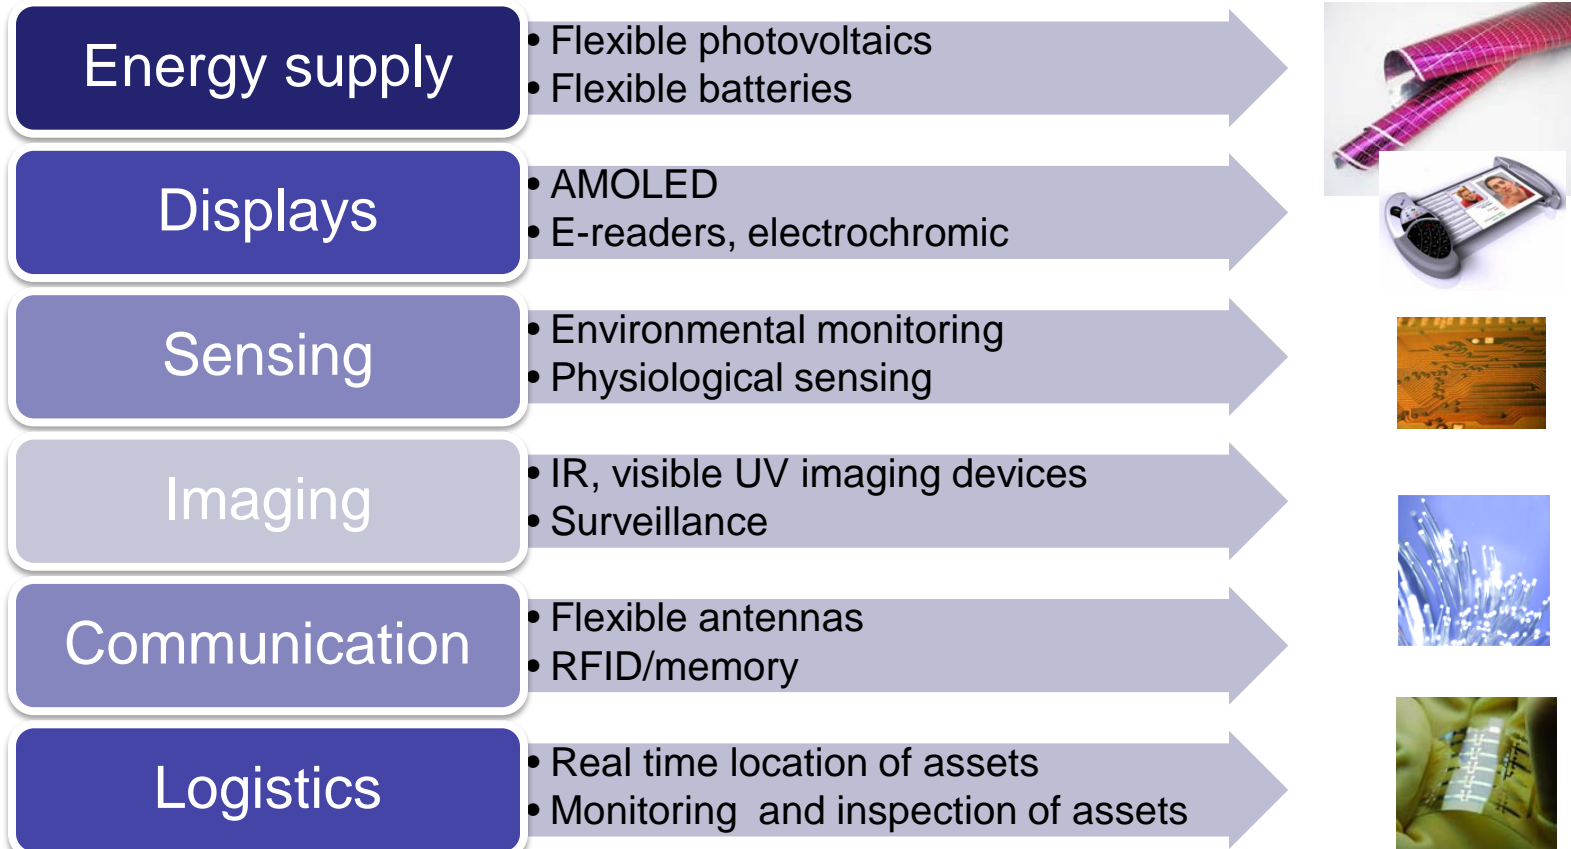 Energy supply
• Flexible photovoltaics
• Flexible batteries
Displays
• AMOLED
• E-readers, electrochromic
Sensing
• Environmental monitoring
• Physiological sensing
Imaging
• IR, visible UV imaging devices
• Surveillance
Communication
• Flexible antennas
• RFID/memory
Logistics
• Real time location of assets
• Monitoring  and inspection of assets